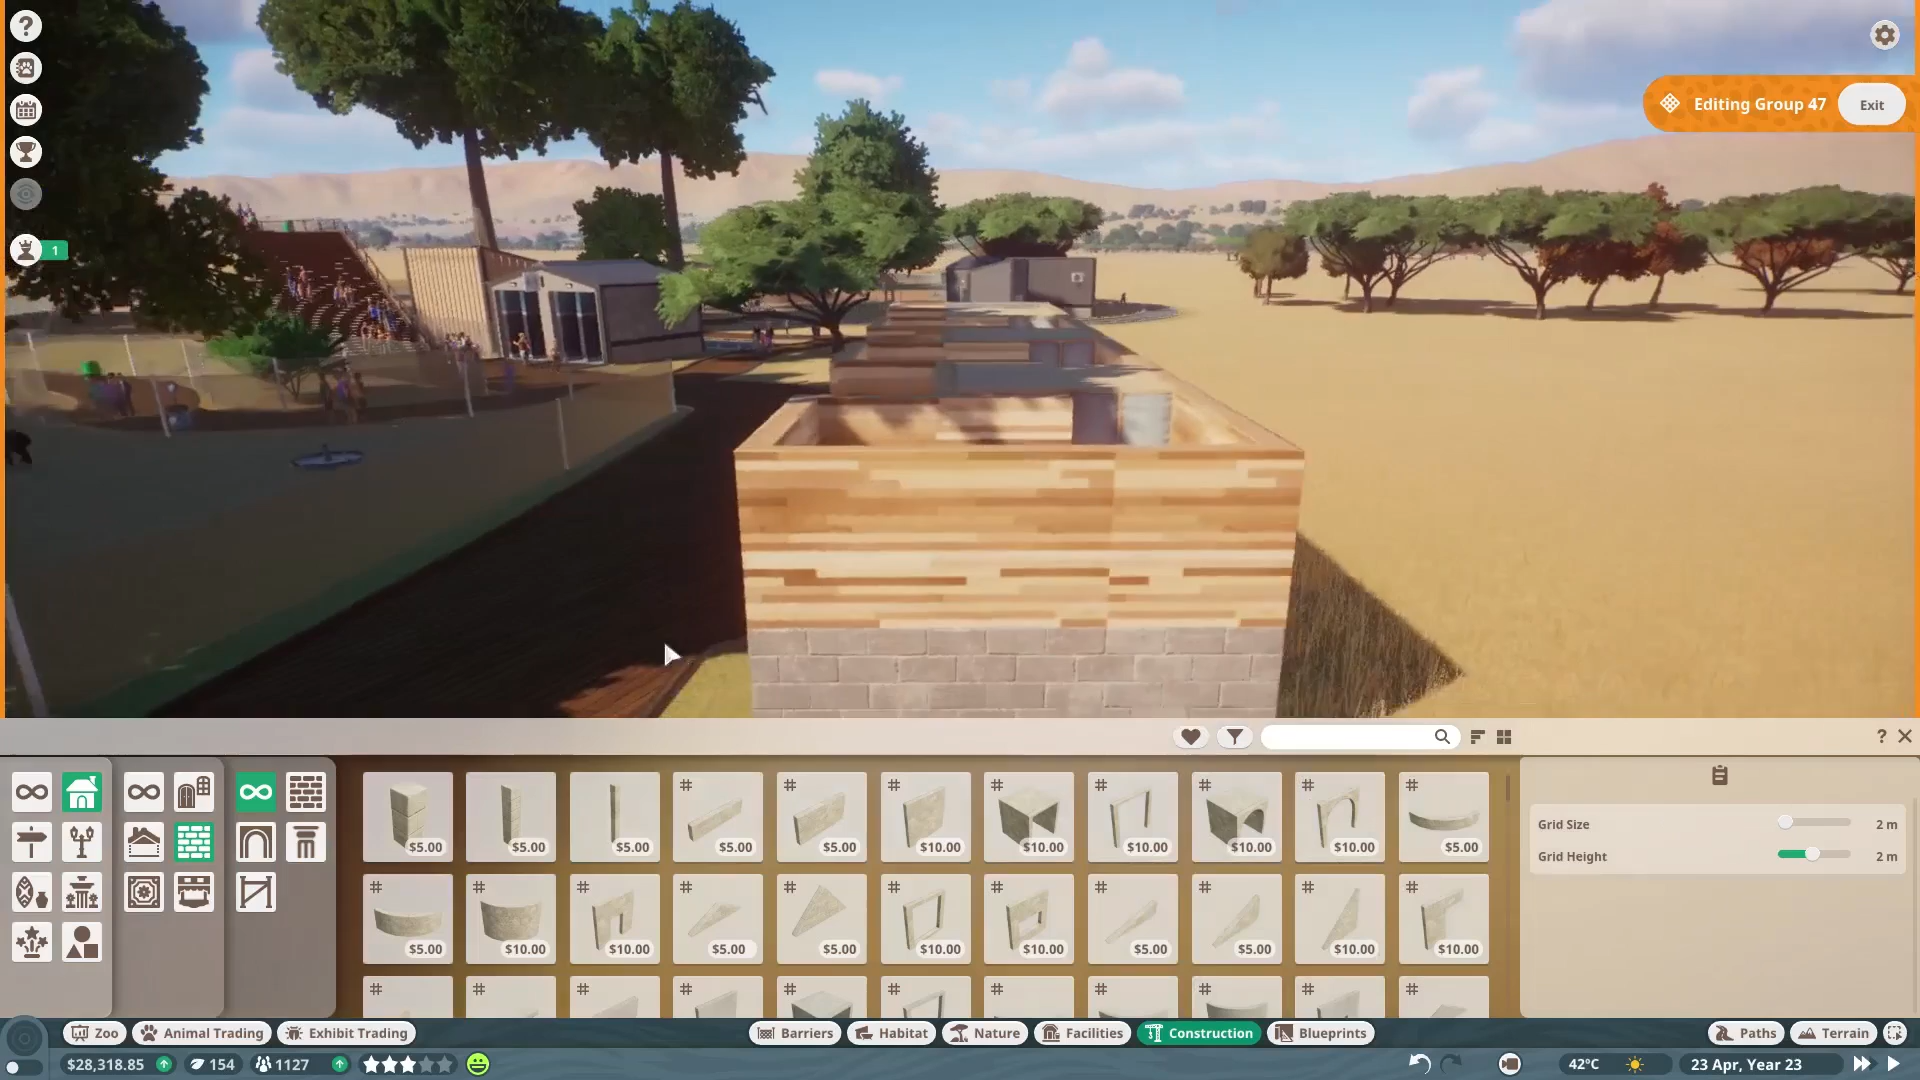 ?
Editing Group 47
Exit
1
?
Grid Size 2 m
Grid Height 2 m
$5.00 $5.00 $5.00 $5.00 $5.00 $10.00 $10.00 $10.00 $10.00 $10.00 $5.00
$5.00 $10.00 $10.00 $5.00 $5.00 $10.00 $10.00 $5.00 $5.00 $10.00 $10.00
Zoo Animal Trading Exhibit Trading Barriers Habitat Nature Facilities Construction Blueprints Paths Terrain
$28,318.85 154 1127 42°C 23 Apr, Year 23